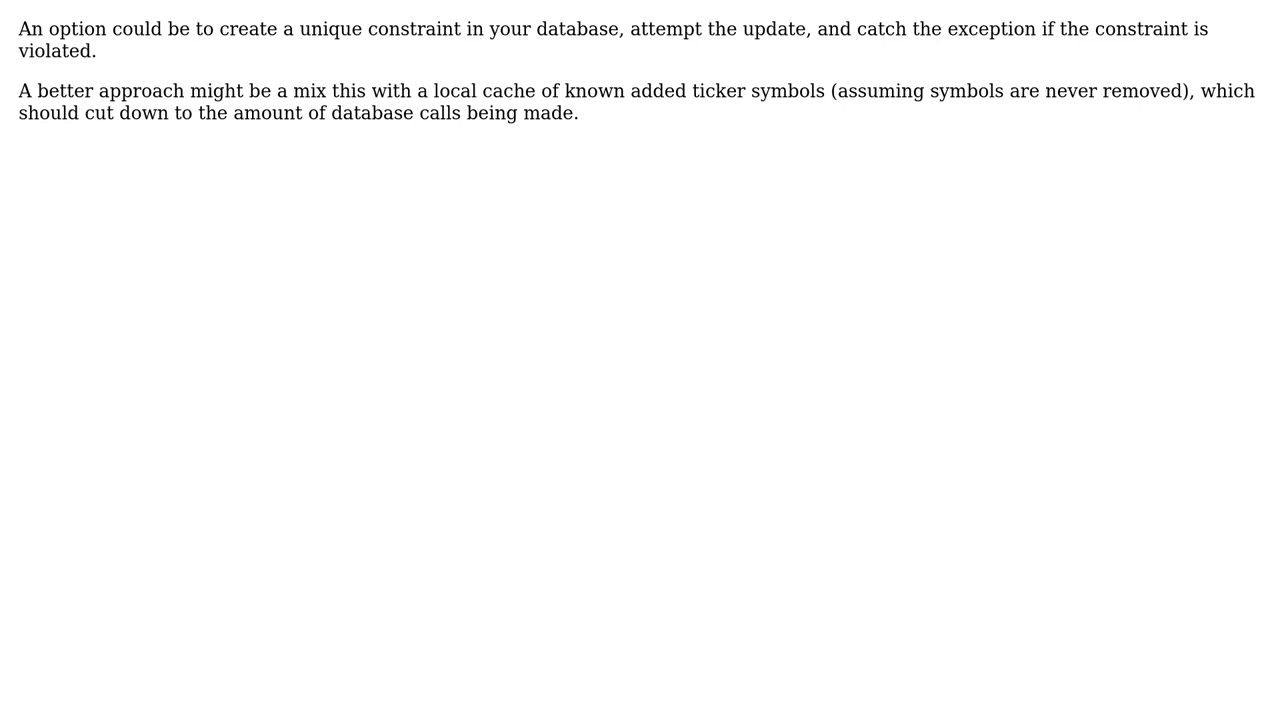 An option could be to create a unique constraint in your database, attempt the update, and catch the exception if the constraint is
violated.
A better approach might be a mix this with a local cache of known added ticker symbols (assuming symbols are never removed), which
should cut down to the amount of database calls being made.